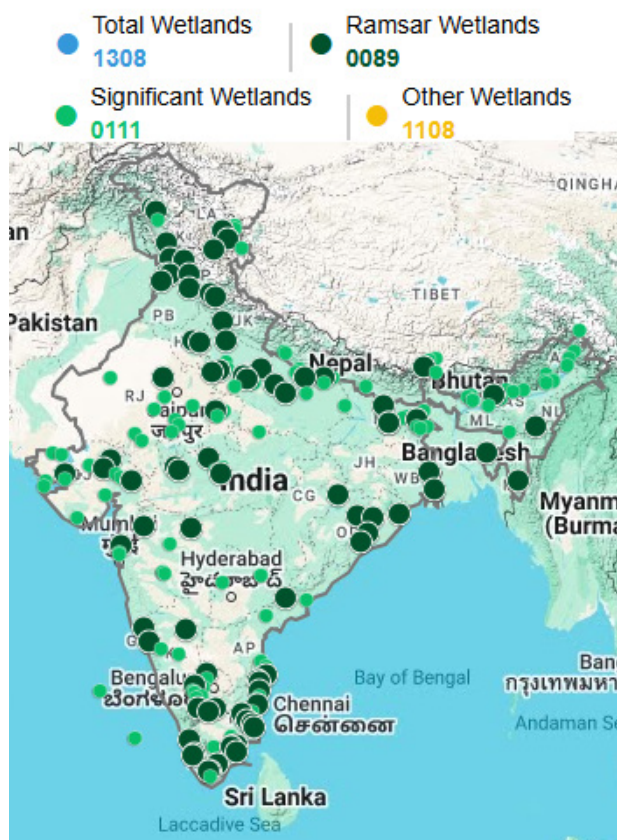 Total Wetlands
1308
Ramsar Wetlands
0089
Significant Wetlands
0111
Other Wetlands
1108
QINGHA
LA
an
TIBET
PB
UK
Pakistan
Nepal
Bhutan
RJ
AS
NL
ML
जयपुर
Bangladesh
JH
India
WB
CG
Myanm
(Burma
Mumbai
मुंबई
Hyderabad
హైదరాబాద్
G
K
AP
Bengalu
ಬೆಂಗಳೂ
Bay of Bengal
Ban
กรุงเทพมหา
Chennai
சென்னை
Andaman Se
Sri Lanka
Laccadive Sea